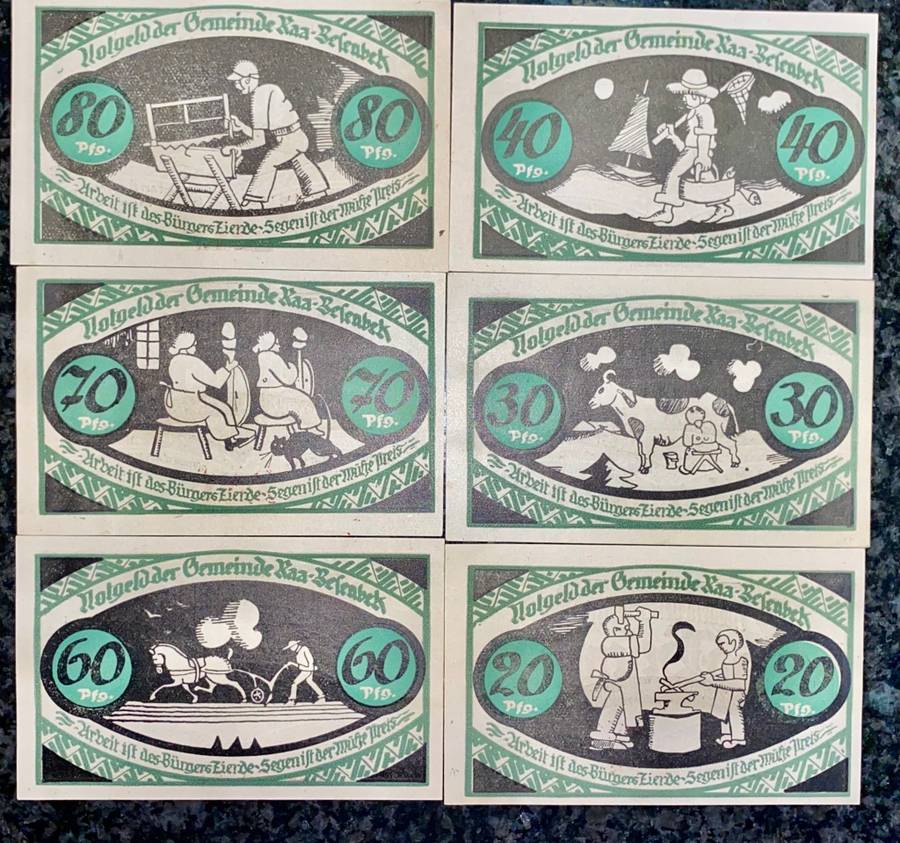 Notgeld der Gemeinde Raa-Besenbek
80 80
Pfg. Pfg.
Arbeit ist des Bürgers Zierde - Segen ist der Mühe Preis
Notgeld der Gemeinde Raa-Besenbek
40 40
Pfg. Pfg.
Arbeit ist des Bürgers Zierde - Segen ist der Mühe Preis
Notgeld der Gemeinde Raa-Besenbek
70 70
Pfg. Pfg.
Arbeit ist des Bürgers Zierde - Segen ist der Mühe Preis
Notgeld der Gemeinde Raa-Besenbek
30 30
Pfg. Pfg.
Arbeit ist des Bürgers Zierde - Segen ist der Mühe Preis
Notgeld der Gemeinde Raa-Besenbek
60 60
Pfg. Pfg.
Arbeit ist des Bürgers Zierde - Segen ist der Mühe Preis
Notgeld der Gemeinde Raa-Besenbek
20 20
Pfg. Pfg.
Arbeit ist des Bürgers Zierde - Segen ist der Mühe Preis